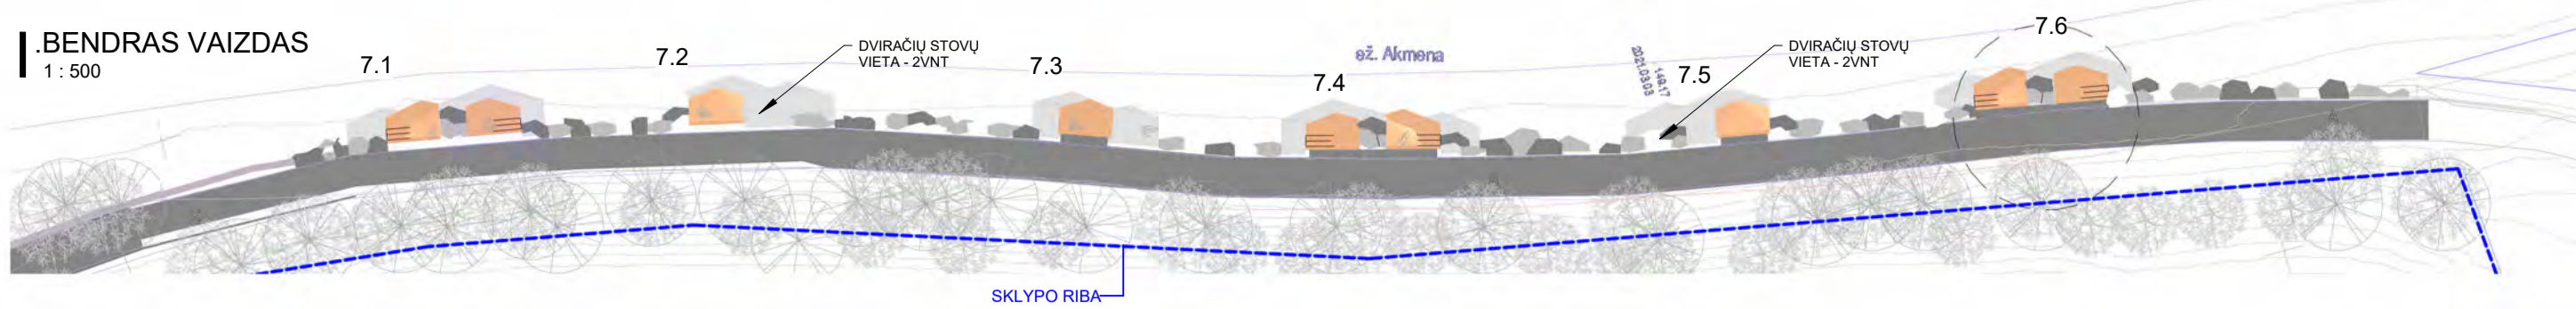 .BENDRAS VAIZDAS
1 : 500
7.1
7.2
DVIRAČIŲ STOVŲ
VIETA - 2VNT
7.3
ež. Akmena
7.4
149.17
2021.03.03
7.5
DVIRAČIŲ STOVŲ
VIETA - 2VNT
7.6
SKLYPO RIBA